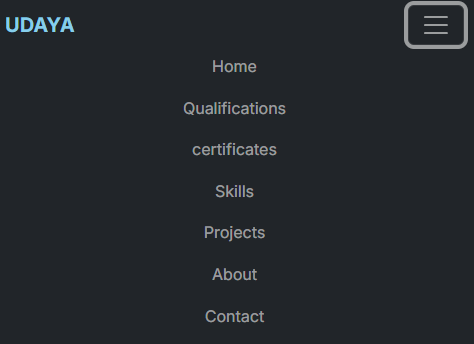 UDAYA
Home
Qualifications
certificates
Skills
Projects
About
Contact